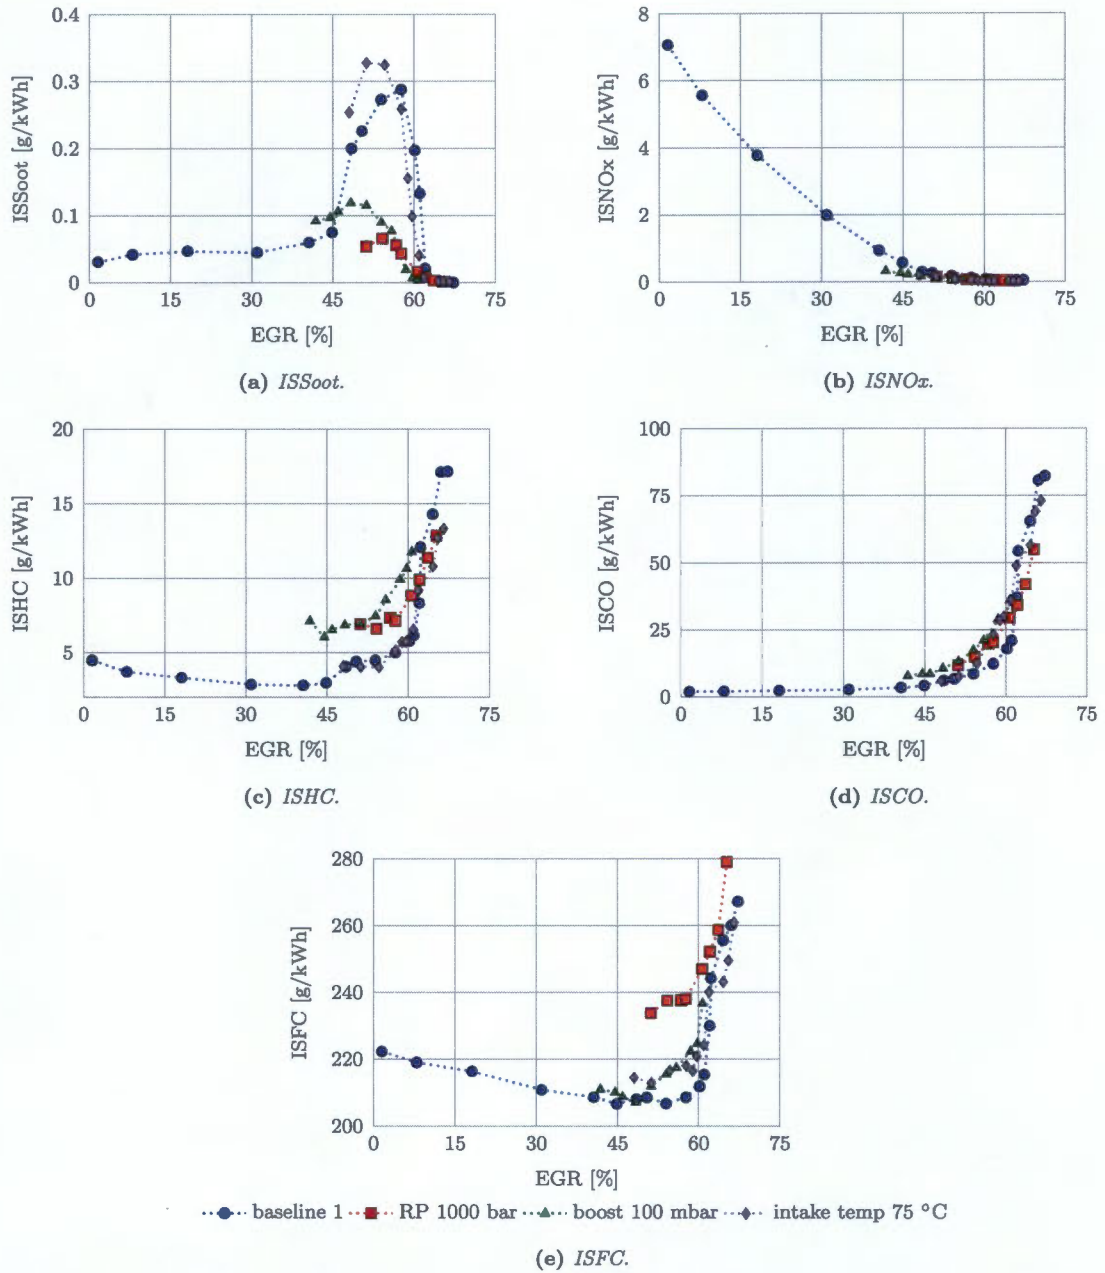 0.4
0.3
0.2
0.1
0
ISSoot [g/kWh]
0 15 30 45 60 75
EGR [%]
(a) ISSoot.
8
6
4
2
0
ISNOx [g/kWh]
0 15 30 45 60 75
EGR [%]
(b) ISNOx.
20
15
10
5
ISHC [g/kWh]
0 15 30 45 60 75
EGR [%]
(c) ISHC.
100
75
50
25
0
ISCO [g/kWh]
0 15 30 45 60 75
EGR [%]
(d) ISCO.
280
260
240
220
200
ISFC [g/kWh]
0 15 30 45 60 75
EGR [%]
baseline 1 RP 1000 bar boost 100 mbar intake temp 75 °C
(e) ISFC.